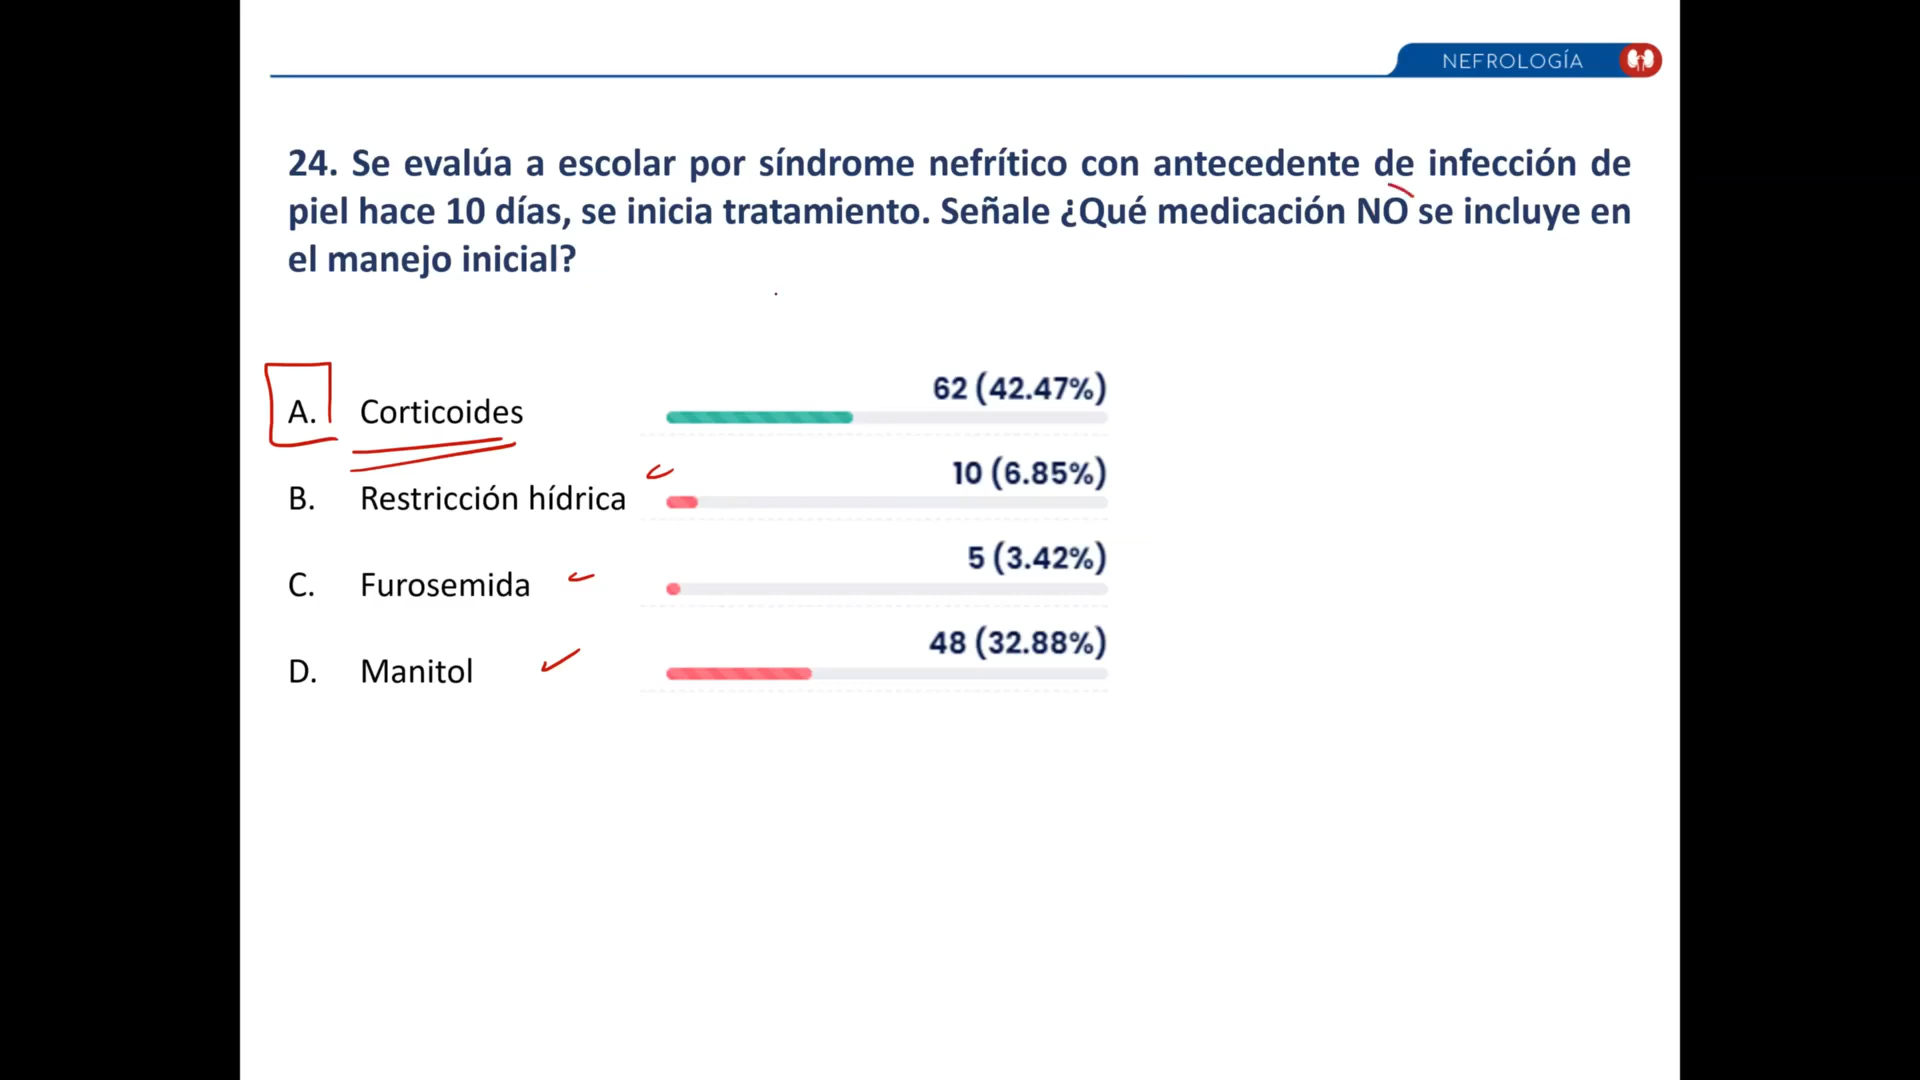 NEFROLOGÍA
24. Se evalúa a escolar por síndrome nefrítico con antecedente de infección de
piel hace 10 días, se inicia tratamiento. Señale ¿Qué medicación NO se incluye en
el manejo inicial?
A. Corticoides 62 (42.47%)
B. Restricción hídrica 10 (6.85%)
C. Furosemida 5 (3.42%)
D. Manitol 48 (32.88%)